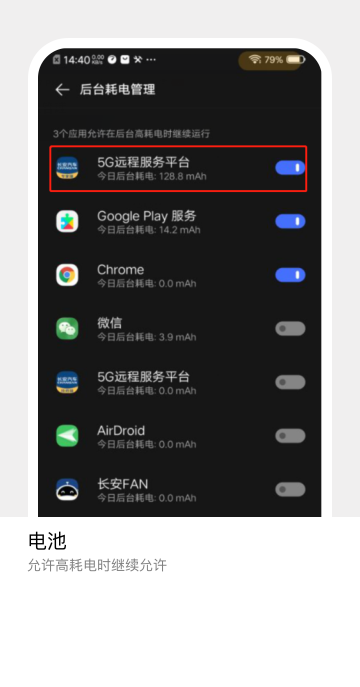 14:40 0.00 KB/s ··· 79%
后台耗电管理
3个应用允许在后台高耗电时继续运行
5G远程服务平台
今日后台耗电: 128.8 mAh
Google Play 服务
今日后台耗电: 14.2 mAh
Chrome
今日后台耗电: 0.0 mAh
微信
今日后台耗电: 3.9 mAh
5G远程服务平台
今日后台耗电: 0.0 mAh
AirDroid
今日后台耗电: 0.0 mAh
长安FAN
今日后台耗电: 0.0 mAh
电池
允许高耗电时继续允许